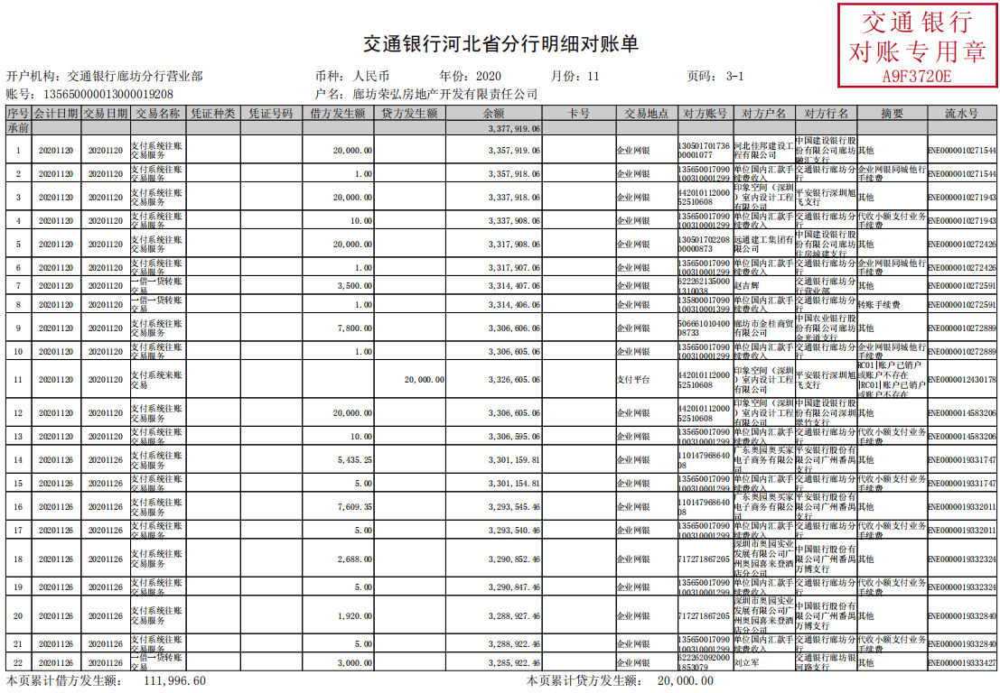 交通银行
对账专用章
A9F3720E
交通银行河北省分行明细对账单
开户机构：交通银行廊坊分行营业部 币种：人民币 年份：2020 月份：11 页码：3-1
账号：135650000013000019208 户名：廊坊荣弘房地产开发有限责任公司
序号 会计日期 交易日期 交易名称 凭证种类 凭证号码 借方发生额 贷方发生额 余额 卡号 交易地点 对方账号 对方户名 对方行名 摘要 流水号
承前 3,377,919.06
1 20201120 20201120 支付系统往账交易服务 20,000.00 3,357,919.06 企业网银 13050170173600001077 河北佳邦建设工程有限公司 中国建设银行股份有限公司廊坊融汇支行 其他 ENE0000010271544
2 20201120 20201120 支付系统往账交易服务 1.00 3,357,918.06 企业网银 135650017090100310001299 单位国内汇款手续费收入 交通银行廊坊分行 企业网银同城他行手续费 ENE0000010271544
3 20201120 20201120 支付系统往账交易服务 20,000.00 3,337,918.06 企业网银 44201011200052510608 印象空间（深圳）室内设计工程有限公司 平安银行深圳旭飞支行 其他 ENE0000010271943
4 20201120 20201120 支付系统往账交易服务 10.00 3,337,908.06 企业网银 135650017090100310001299 单位国内汇款手续费收入 交通银行廊坊分行 代收小额支付业务手续费 ENE0000010271943
5 20201120 20201120 支付系统往账交易服务 20,000.00 3,317,908.06 企业网银 13050170220800000873 远通建工集团有限公司 中国建设银行股份有限公司廊坊住房城建支行 其他 ENE0000010272426
6 20201120 20201120 支付系统往账交易服务 1.00 3,317,907.06 企业网银 135650017090100310001299 单位国内汇款手续费收入 交通银行廊坊分行 企业网银同城他行手续费 ENE0000010272426
7 20201120 20201120 一借一贷转账交易 3,500.00 3,314,407.06 企业网银 6222621350001310038 赵吉辉 交通银行廊坊分行营业部 其他 ENE0000010272591
8 20201120 20201120 一借一贷转账交易 1.00 3,314,406.06 企业网银 135800017090100310001399 单位国内汇款手续费收入 交通银行廊坊分行 转账手续费 ENE0000010272591
9 20201120 20201120 支付系统往账交易服务 7,800.00 3,306,606.06 企业网银 50666101040008733 廊坊市金桂商贸有限公司 中国农业银行股份有限公司廊坊金光道支行 其他 ENE0000010272889
10 20201120 20201120 支付系统往账交易服务 1.00 3,306,605.06 企业网银 135650017090100310001299 单位国内汇款手续费收入 交通银行廊坊分行 企业网银同城他行手续费 ENE0000010272889
11 20201120 20201120 支付系统来账交易 20,000.00 3,326,605.06 支付平台 44201011200052510608 印象空间（深圳）室内设计工程有限公司 平安银行深圳旭飞支行 RC01|账户已销户或账户不存在|RC01|账户已销户或账户不存在 ENE0000012430178
12 20201120 20201120 支付系统往账交易服务 20,000.00 3,306,605.06 企业网银 44201011200052510608 印象空间（深圳）室内设计工程有限公司 中国建设银行股份有限公司深圳翠竹支行 其他 ENE0000014583206
13 20201120 20201120 支付系统往账交易服务 10.00 3,306,595.06 企业网银 135650017090100310001299 单位国内汇款手续费收入 交通银行廊坊分行 代收小额支付业务手续费 ENE0000014583206
14 20201126 20201126 支付系统往账交易服务 5,435.25 3,301,159.81 企业网银 11014796864008 广东奥园奥买家电子商务有限公司 平安银行股份有限公司广州番禺支行 其他 ENE0000019331747
15 20201126 20201126 支付系统往账交易服务 5.00 3,301,154.81 企业网银 135650017090100310001299 单位国内汇款手续费收入 交通银行廊坊分行 代收小额支付业务手续费 ENE0000019331747
16 20201126 20201126 支付系统往账交易服务 7,609.35 3,293,545.46 企业网银 11014796864008 广东奥园奥买家电子商务有限公司 平安银行股份有限公司广州番禺支行 其他 ENE0000019332011
17 20201126 20201126 支付系统往账交易服务 5.00 3,293,540.46 企业网银 135650017090100310001299 单位国内汇款手续费收入 交通银行廊坊分行 代收小额支付业务手续费 ENE0000019332011
18 20201126 20201126 支付系统往账交易服务 2,688.00 3,290,852.46 企业网银 717271867205 深圳市奥园实业发展有限公司广州奥园喜来登酒店分公司 中国银行股份有限公司广州番禺万博支行 其他 ENE0000019332324
19 20201126 20201126 支付系统往账交易服务 5.00 3,290,847.46 企业网银 135650017090100310001299 单位国内汇款手续费收入 交通银行廊坊分行 代收小额支付业务手续费 ENE0000019332324
20 20201126 20201126 支付系统往账交易服务 1,920.00 3,288,927.46 企业网银 717271867205 深圳市奥园实业发展有限公司广州奥园喜来登酒店分公司 中国银行股份有限公司广州番禺万博支行 其他 ENE0000019332840
21 20201126 20201126 支付系统往账交易服务 5.00 3,288,922.46 企业网银 135650017090100310001299 单位国内汇款手续费收入 交通银行廊坊分行 代收小额支付业务手续费 ENE0000019332840
22 20201126 20201126 一借一贷转账交易 3,000.00 3,285,922.46 企业网银 6222620920001853079 刘立军 交通银行廊坊银河路支行 其他 ENE0000019333427
本页累计借方发生额： 111,996.60 本页累计贷方发生额： 20,000.00